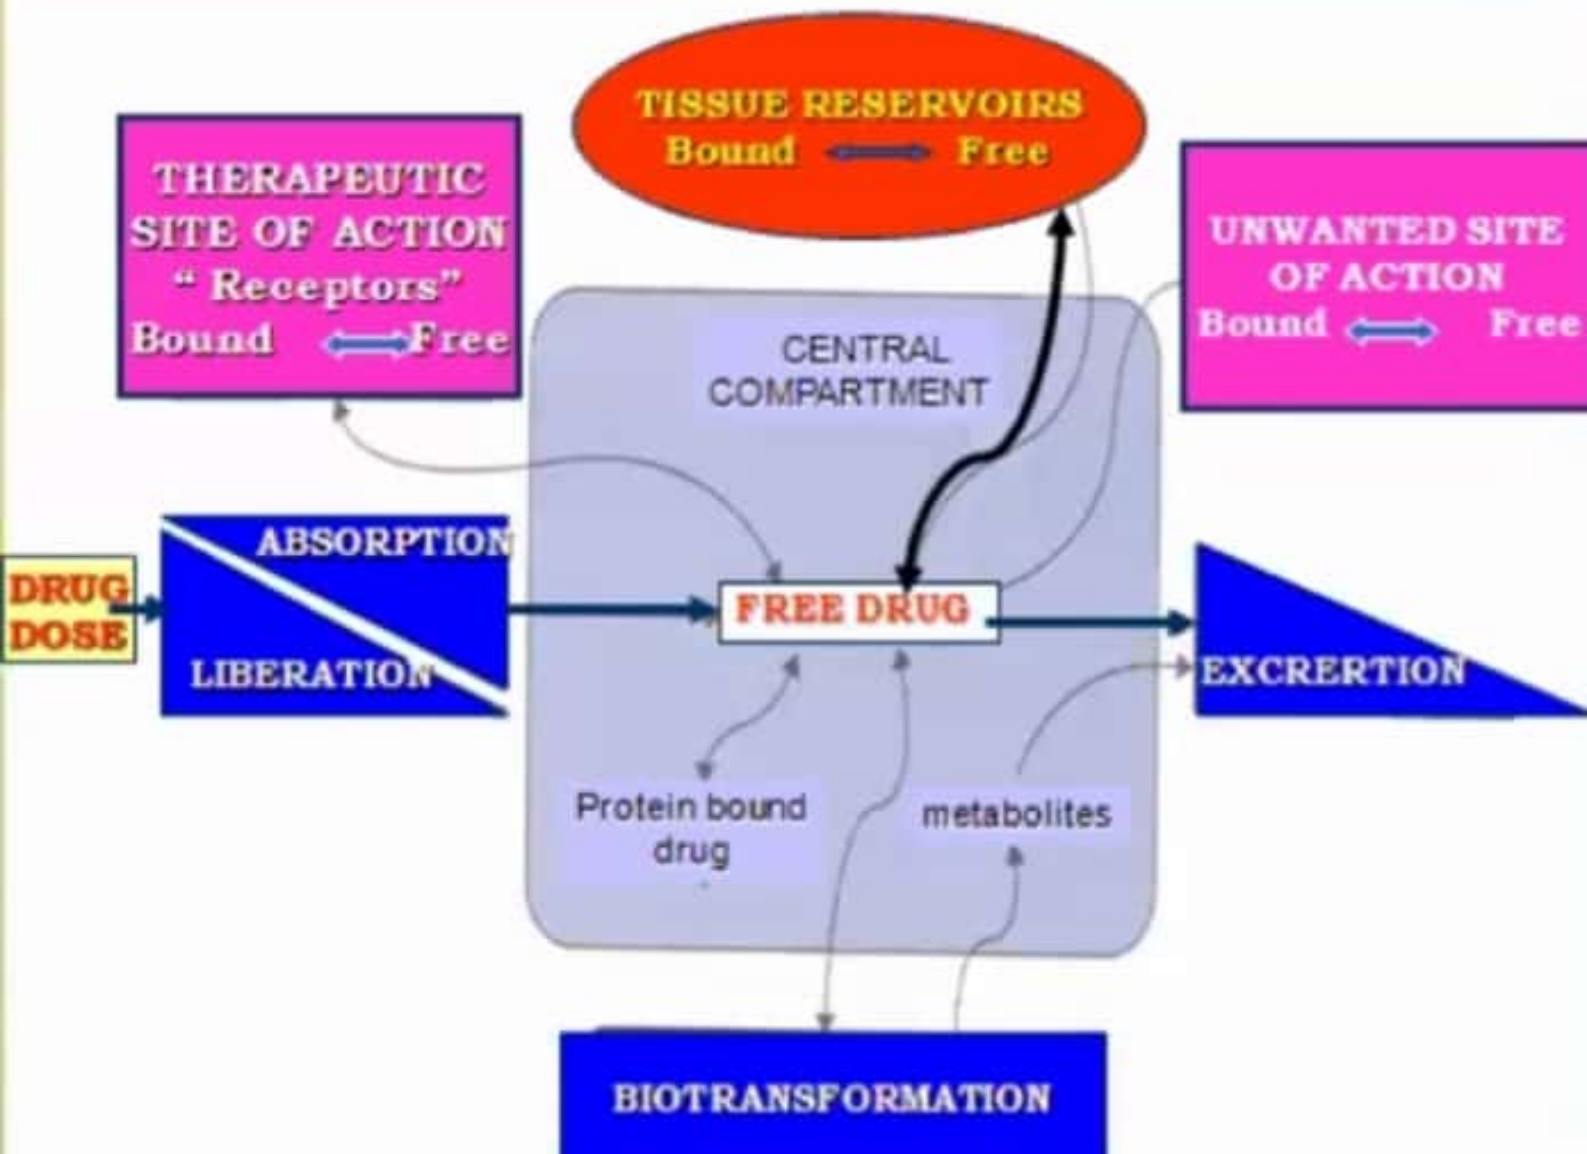 TISSUE RESERVOIRS
Bound Free
THERAPEUTIC
SITE OF ACTION
“ Receptors”
Bound Free
UNWANTED SITE
OF ACTION
Bound Free
CENTRAL
COMPARTMENT
ABSORPTION
LIBERATION
DRUG
DOSE
FREE DRUG
EXCRERTION
Protein bound
drug
metabolites
BIOTRANSFORMATION